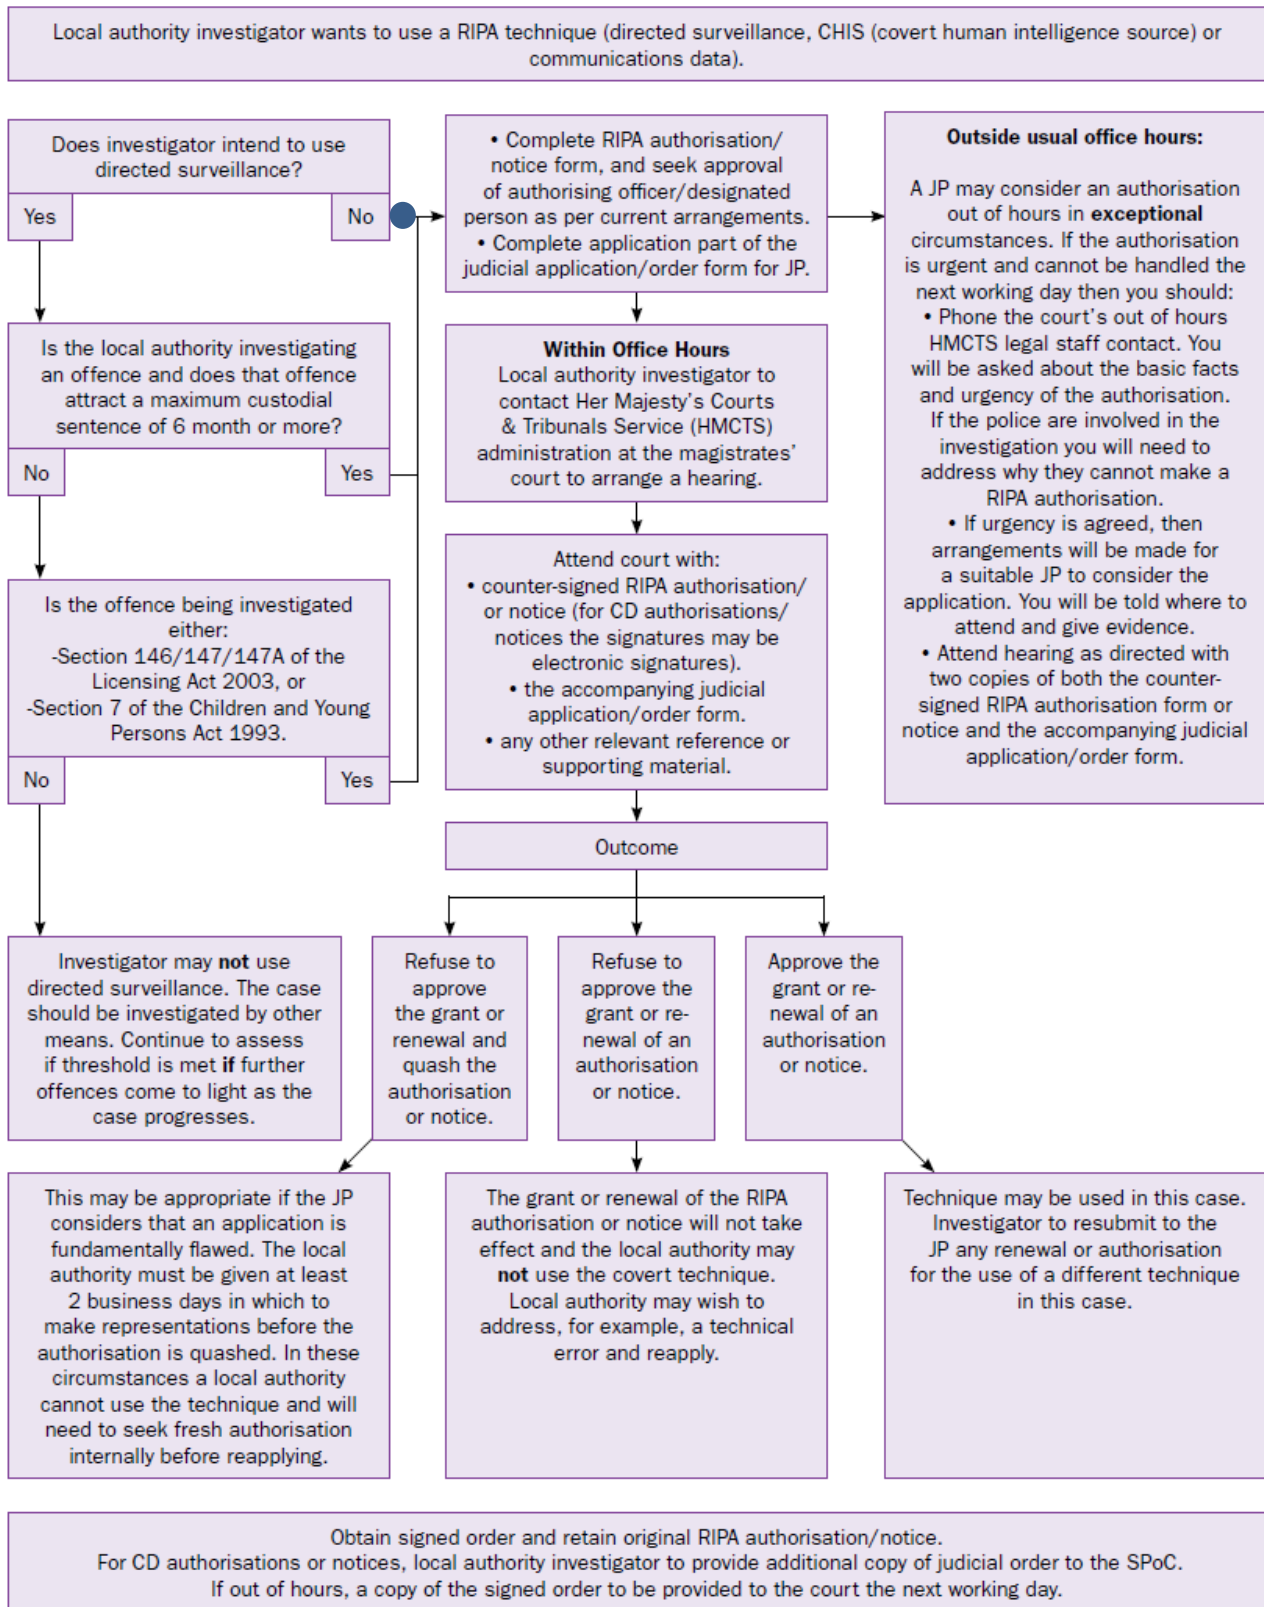 Local authority investigator wants to use a RIPA technique (directed surveillance, CHIS (covert human intelligence source) or
communications data).
Does investigator intend to use
directed surveillance?
Yes
No
Is the local authority investigating
an offence and does that offence
attract a maximum custodial
sentence of 6 month or more?
No
Yes
Is the offence being investigated
either:
-Section 146/147/147A of the
Licensing Act 2003, or
-Section 7 of the Children and Young
Persons Act 1993.
No
Yes
• Complete RIPA authorisation/
notice form, and seek approval
of authorising officer/designated
person as per current arrangements.
• Complete application part of the
judicial application/order form for JP.
Within Office Hours
Local authority investigator to
contact Her Majesty's Courts
& Tribunals Service (HMCTS)
administration at the magistrates'
court to arrange a hearing.
Attend court with:
• counter-signed RIPA authorisation/
or notice (for CD authorisations/
notices the signatures may be
electronic signatures).
• the accompanying judicial
application/order form.
• any other relevant reference or
supporting material.
Outside usual office hours:
A JP may consider an authorisation
out of hours in exceptional
circumstances. If the authorisation
is urgent and cannot be handled the
next working day then you should:
• Phone the court's out of hours
HMCTS legal staff contact. You
will be asked about the basic facts
and urgency of the authorisation.
If the police are involved in the
investigation you will need to
address why they cannot make a
RIPA authorisation.
• If urgency is agreed, then
arrangements will be made for
a suitable JP to consider the
application. You will be told where to
attend and give evidence.
• Attend hearing as directed with
two copies of both the counter-
signed RIPA authorisation form or
notice and the accompanying judicial
application/order form.
Outcome
Investigator may not use
directed surveillance. The case
should be investigated by other
means. Continue to assess
if threshold is met if further
offences come to light as the
case progresses.
Refuse to
approve
the grant or
renewal and
quash the
authorisation
or notice.
Refuse to
approve the
grant or re-
newal of an
authorisation
or notice.
Approve the
grant or re-
newal of an
authorisation
or notice.
This may be appropriate if the JP
considers that an application is
fundamentally flawed. The local
authority must be given at least
2 business days in which to
make representations before the
authorisation is quashed. In these
circumstances a local authority
cannot use the technique and will
need to seek fresh authorisation
internally before reapplying.
The grant or renewal of the RIPA
authorisation or notice will not take
effect and the local authority may
not use the covert technique.
Local authority may wish to
address, for example, a technical
error and reapply.
Technique may be used in this case.
Investigator to resubmit to the
JP any renewal or authorisation
for the use of a different technique
in this case.
Obtain signed order and retain original RIPA authorisation/notice.
For CD authorisations or notices, local authority investigator to provide additional copy of judicial order to the SPoC.
If out of hours, a copy of the signed order to be provided to the court the next working day.